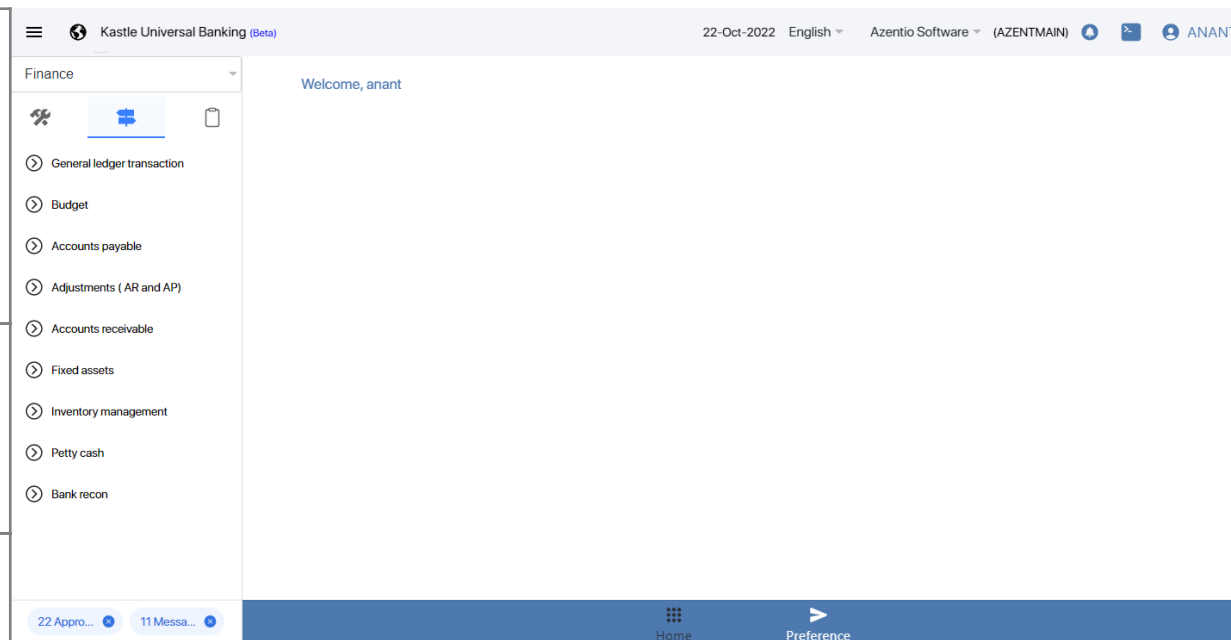 Kastle Universal Banking (Beta)
22-Oct-2022 English Azentio Software (AZENTMAIN) ANANT
Finance
Welcome, anant
General ledger transaction
Budget
Accounts payable
Adjustments ( AR and AP)
Accounts receivable
Fixed assets
Inventory management
Petty cash
Bank recon
22 Appro... 11 Messa...
Home Preference